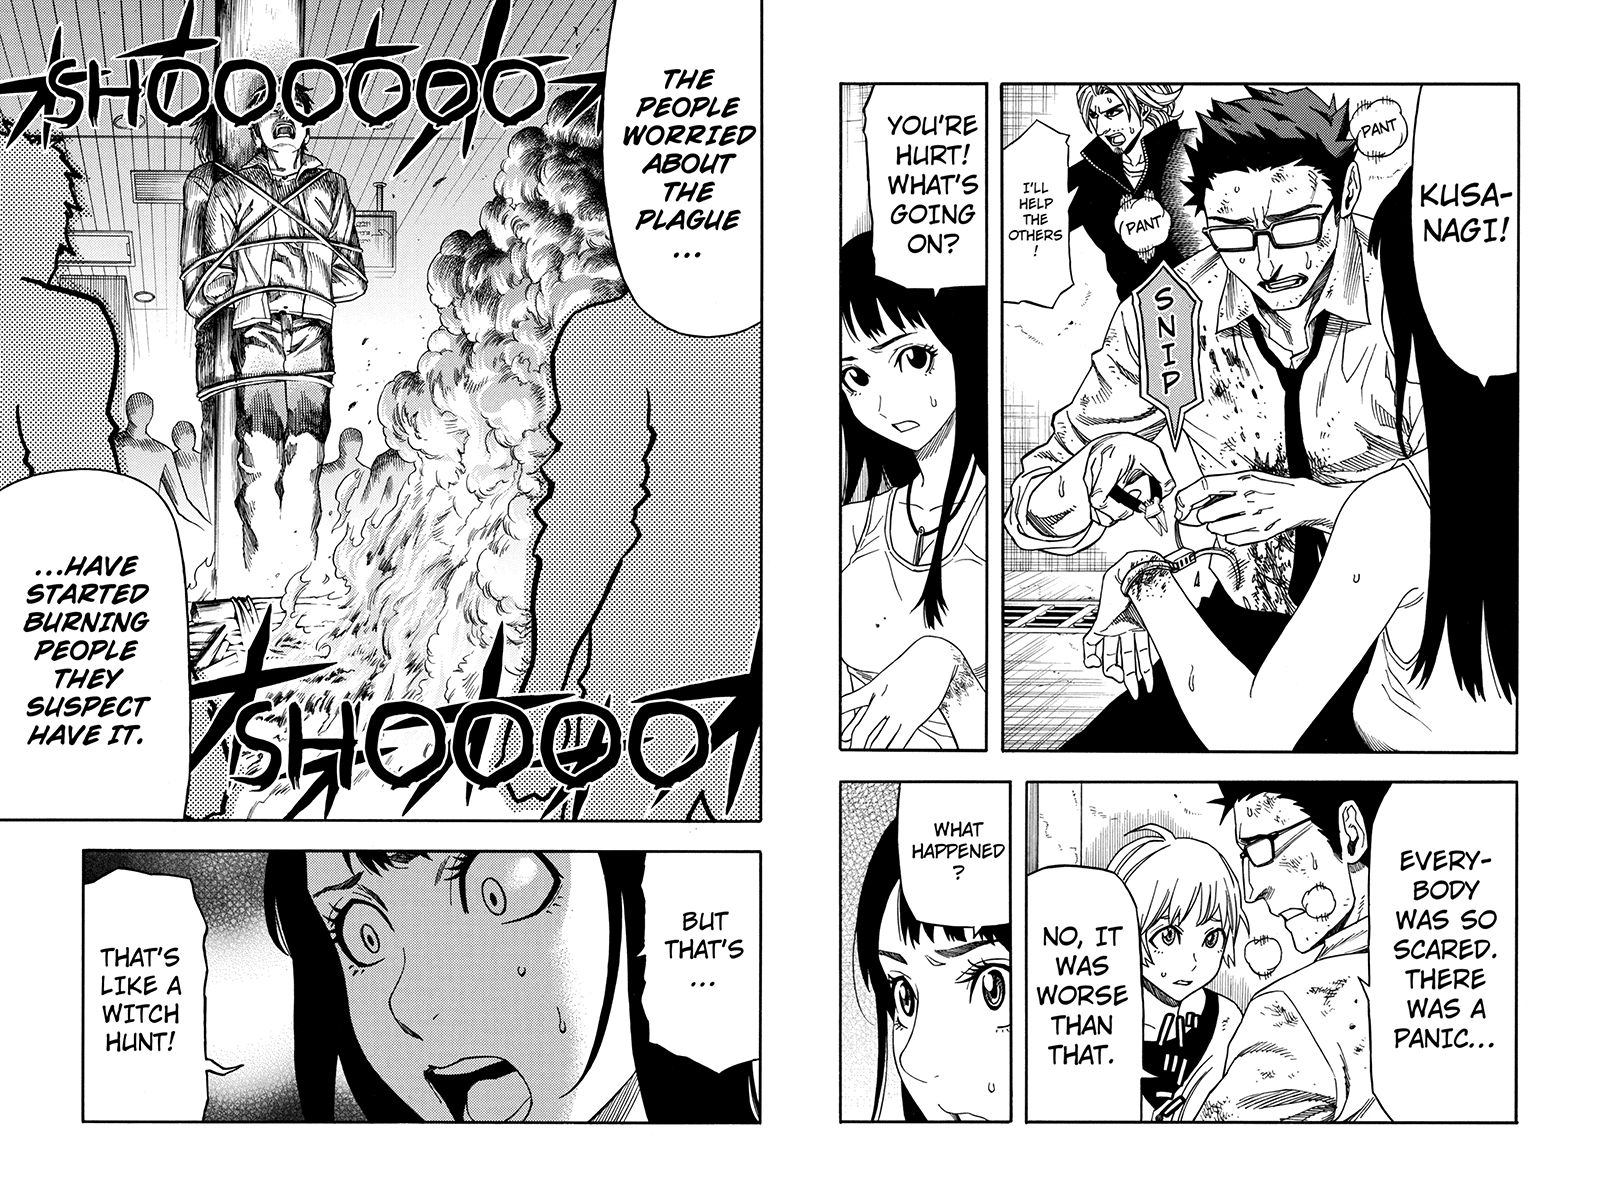 KUSA-
NAGI!
PANT
PANT
I'LL
HELP
THE
OTHERS
!
SNIP
4
YOU'RE
HURT!
WHAT'S
GOING
ON?
EVERY-
BODY
WAS SO
SCARED.
THERE
WAS A
PANIC...
NO, IT
WAS
WORSE
THAN
THAT.
WHAT
HAPPENED
?
THE
PEOPLE
WORRIED
ABOUT
THE
PLAGUE
...
SHOOOOOO
...HAVE
STARTED
BURNING
PEOPLE
THEY
SUSPECT
HAVE IT.
SHOOOOO
BUT
THAT'S
...
THAT'S
LIKE A
WITCH
HUNT!